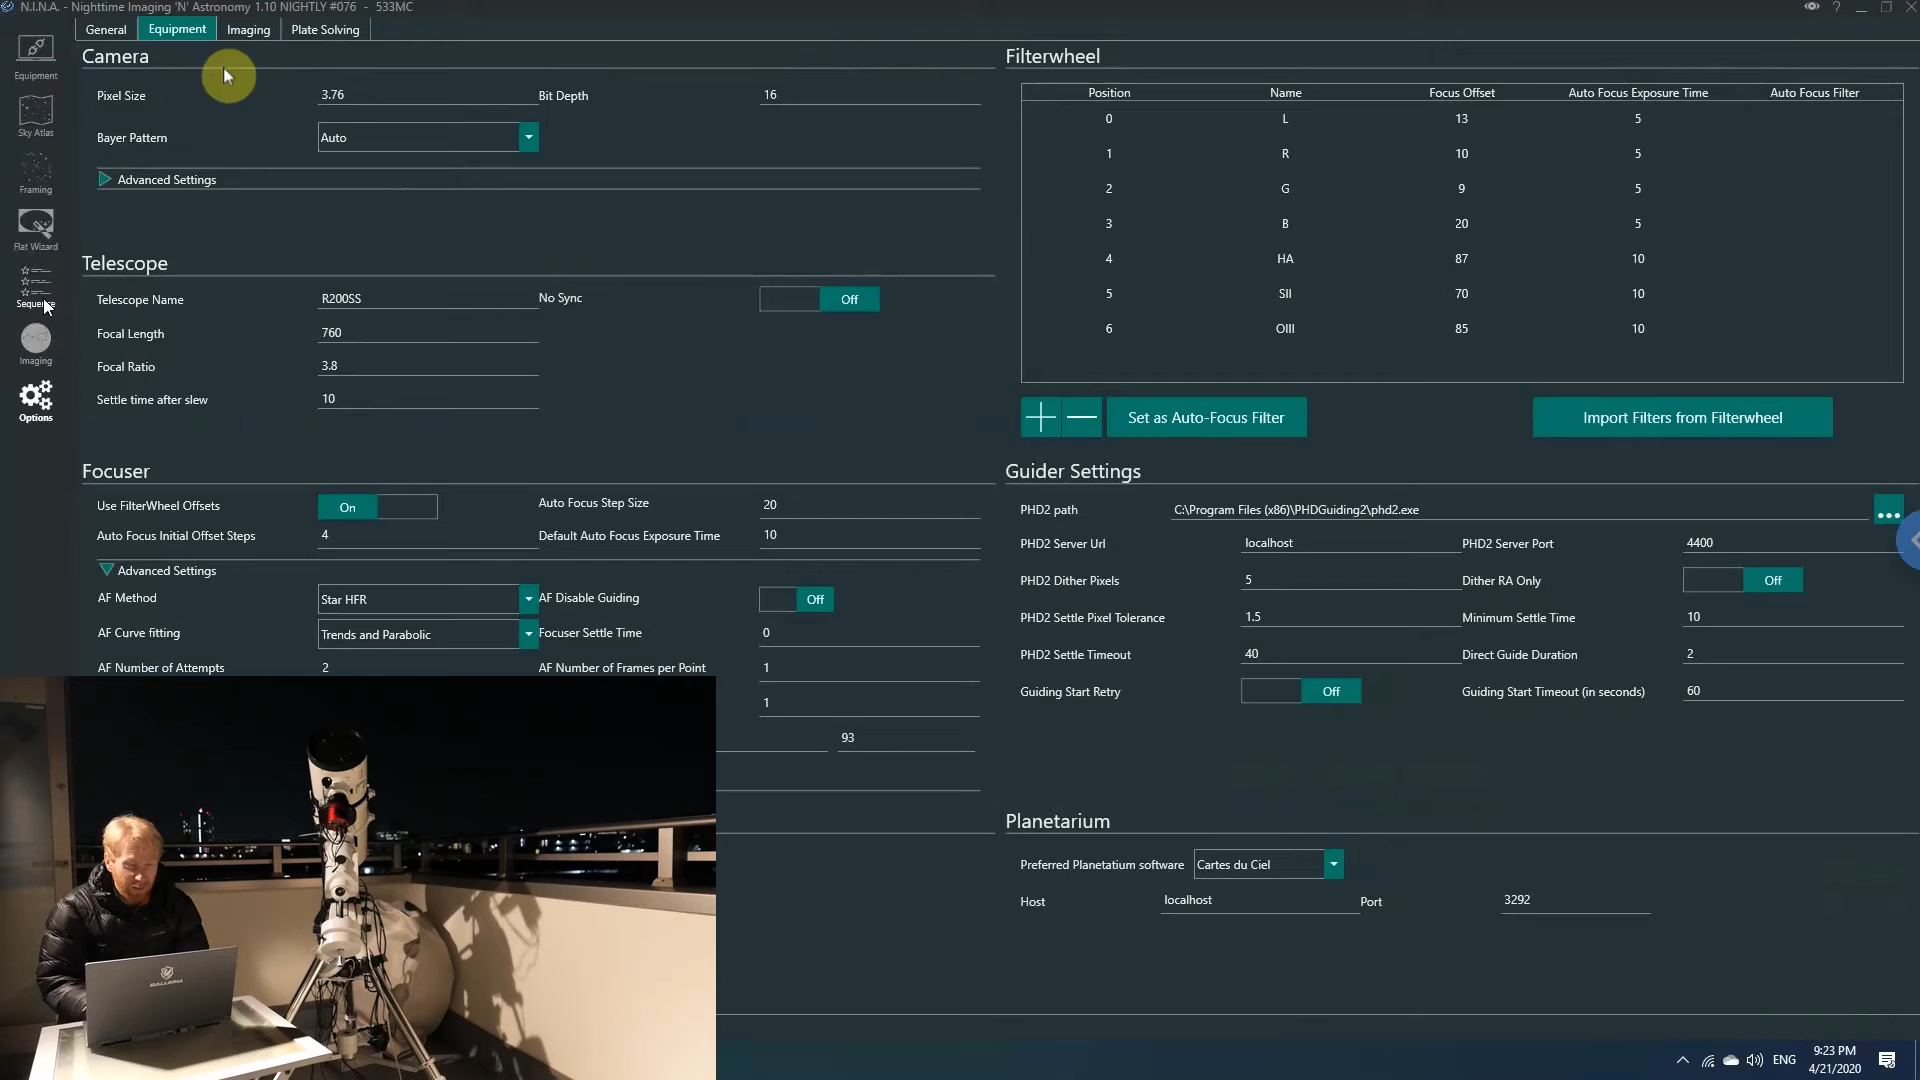 N.I.N.A. - Nighttime Imaging 'N' Astronomy 1.10 NIGHTLY #076 - 533MC
General Equipment Imaging Plate Solving
Equipment
Sky Atlas
Framing
Flat Wizard
Sequence
Imaging
Options
Camera
Pixel Size 3.76 Bit Depth 16
Bayer Pattern Auto
Advanced Settings
Telescope
Telescope Name R200SS No Sync Off
Focal Length 760
Focal Ratio 3.8
Settle time after slew 10
Focuser
Use FilterWheel Offsets On Auto Focus Step Size 20
Auto Focus Initial Offset Steps 4 Default Auto Focus Exposure Time 10
Advanced Settings
AF Method Star HFR AF Disable Guiding Off
AF Curve fitting Trends and Parabolic Focuser Settle Time 0
AF Number of Attempts 2 AF Number of Frames per Point 1
1
93
Filterwheel
Position Name Focus Offset Auto Focus Exposure Time Auto Focus Filter
0 L 13 5
1 R 10 5
2 G 9 5
3 B 20 5
4 HA 87 10
5 SII 70 10
6 OIII 85 10
Set as Auto-Focus Filter Import Filters from Filterwheel
Guider Settings
PHD2 path C:\Program Files (x86)\PHDGuiding2\phd2.exe ...
PHD2 Server Url localhost PHD2 Server Port 4400
PHD2 Dither Pixels 5 Dither RA Only Off
PHD2 Settle Pixel Tolerance 1.5 Minimum Settle Time 10
PHD2 Settle Timeout 40 Direct Guide Duration 2
Guiding Start Retry Off Guiding Start Timeout (in seconds) 60
Planetarium
Preferred Planetatium software Cartes du Ciel
Host localhost Port 3292
GALLERIA
ENG
9:23 PM
4/21/2020